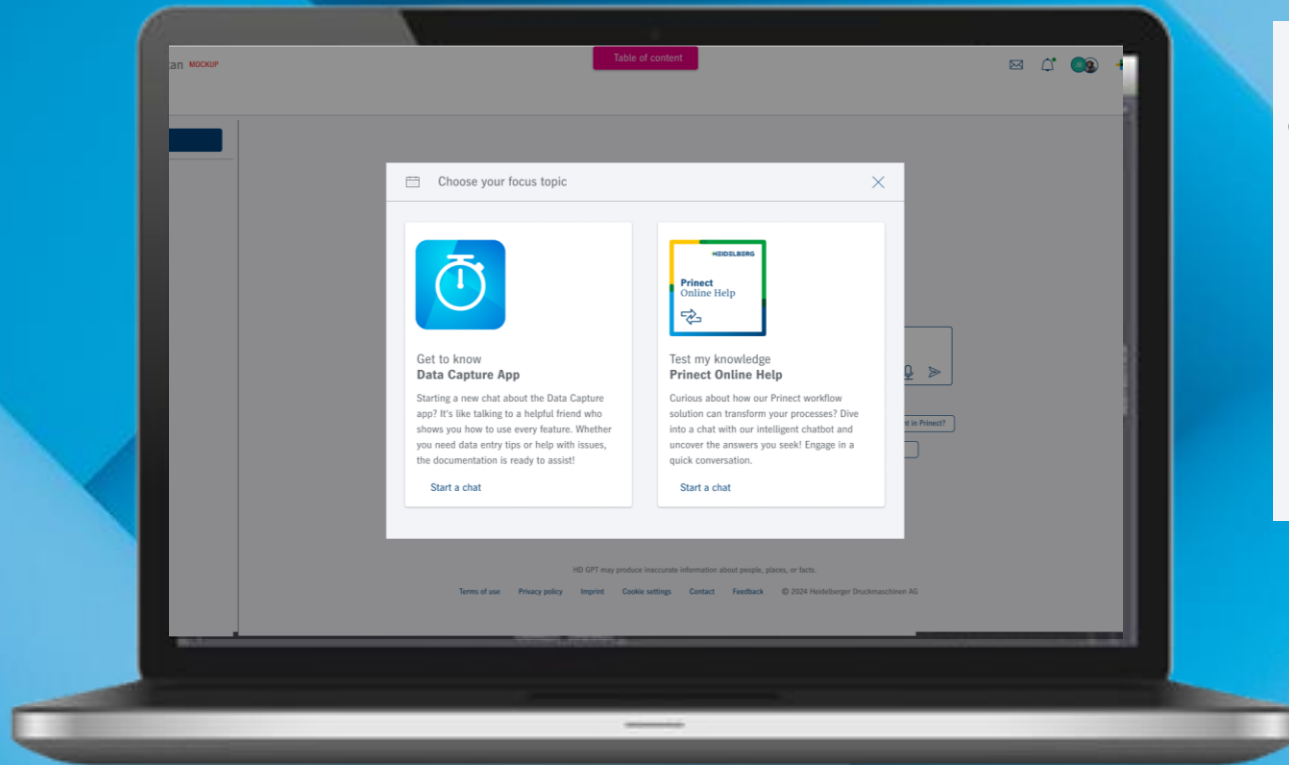 an MOCKUP
Table of content
Choose your focus topic
HEIDELBERG
Prinect
Online Help
Get to know
Data Capture App
Starting a new chat about the Data Capture
app? It's like talking to a helpful friend who
shows you how to use every feature. Whether
you need data entry tips or help with issues,
the documentation is ready to assist!
Start a chat
Test my knowledge
Prinect Online Help
Curious about how our Prinect workflow
solution can transform your processes? Dive
into a chat with our intelligent chatbot and
uncover the answers you seek! Engage in a
quick conversation.
Start a chat
in Prinect?
HD GPT may produce inaccurate information about people, places, or facts.
Terms of use Privacy policy Imprint Cookie settings Contact Feedback © 2024 Heidelberger Druckmaschinen AG